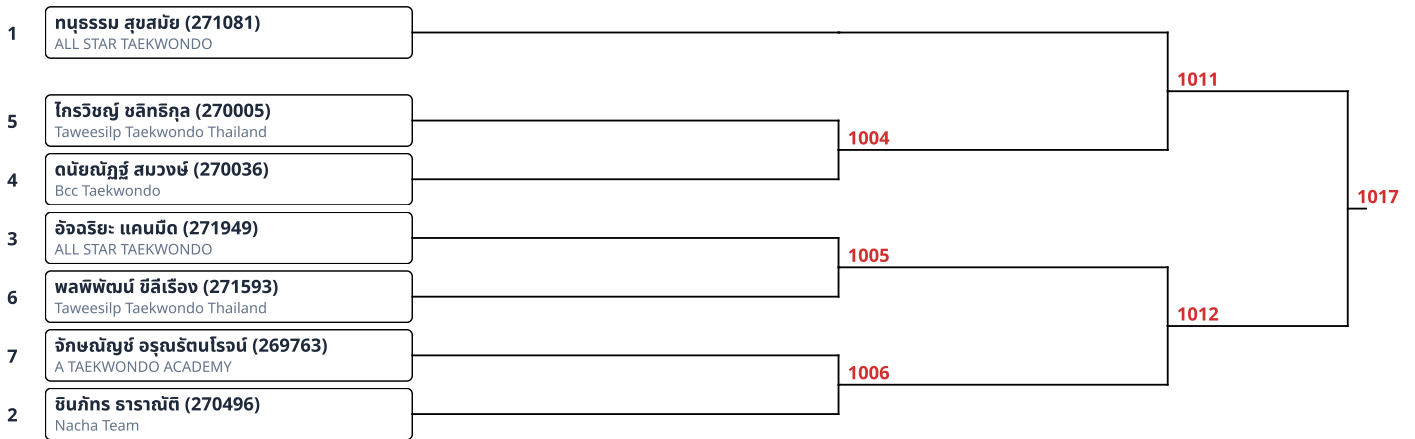 1
ทนุธรรม สุขสมัย (271081)
ALL STAR TAEKWONDO
1011
5
ไกรวิชญ์ ชลิทธิกุล (270005)
Taweesilp Taekwondo Thailand
1004
4
ดนัยณัฏฐ์ สมวงษ์ (270036)
Bcc Taekwondo
1017
3
อัจฉริยะ แคนมืด (271949)
ALL STAR TAEKWONDO
1005
6
พลพิพัฒน์ ขีลีเรือง (271593)
Taweesilp Taekwondo Thailand
1012
7
จักษณัญช์ อรุณรัตนโรจน์ (269763)
A TAEKWONDO ACADEMY
1006
2
ชินภัทร ธาราณัติ (270496)
Nacha Team